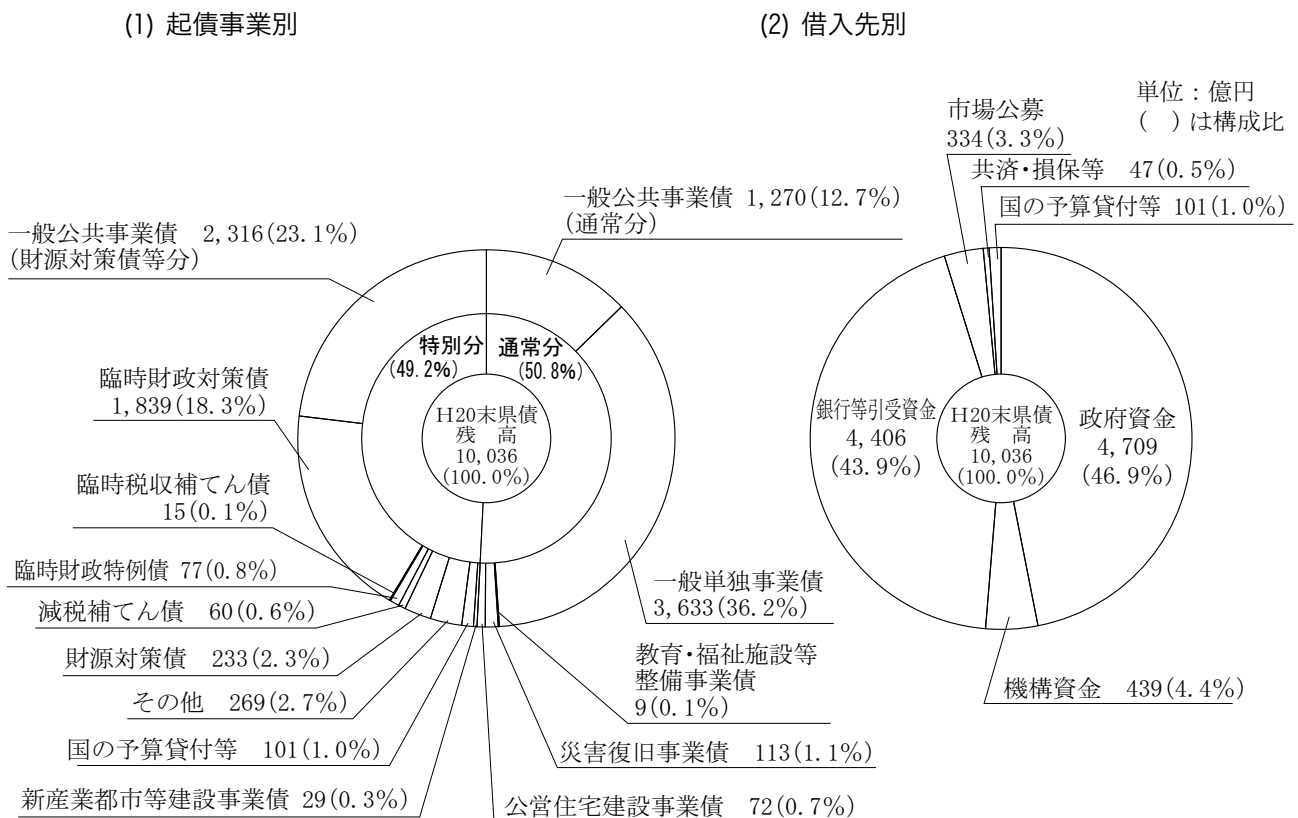 (1) 起債事業別
一般公共事業債 1,270(12.7%)
(通常分)
一般公共事業債 2,316(23.1%)
(財源対策債等分)
特別分
(49.2%)
通常分
(50.8%)
臨時財政対策債
1,839(18.3%)
H20末県債
残 高
10,036
(100.0%)
臨時税収補てん債
15(0.1%)
臨時財政特例債 77(0.8%)
減税補てん債 60(0.6%)
財源対策債 233(2.3%)
その他 269(2.7%)
国の予算貸付等 101(1.0%)
新産業都市等建設事業債 29(0.3%)
一般単独事業債
3,633(36.2%)
教育・福祉施設等
整備事業債
9(0.1%)
災害復旧事業債 113(1.1%)
公営住宅建設事業債 72(0.7%)
(2) 借入先別
単位:億円
( )は構成比
市場公募
334(3.3%)
共済・損保等 47(0.5%)
国の予算貸付等 101(1.0%)
銀行等引受資金
4,406
(43.9%)
H20末県債
残 高
10,036
(100.0%)
政府資金
4,709
(46.9%)
機構資金 439(4.4%)